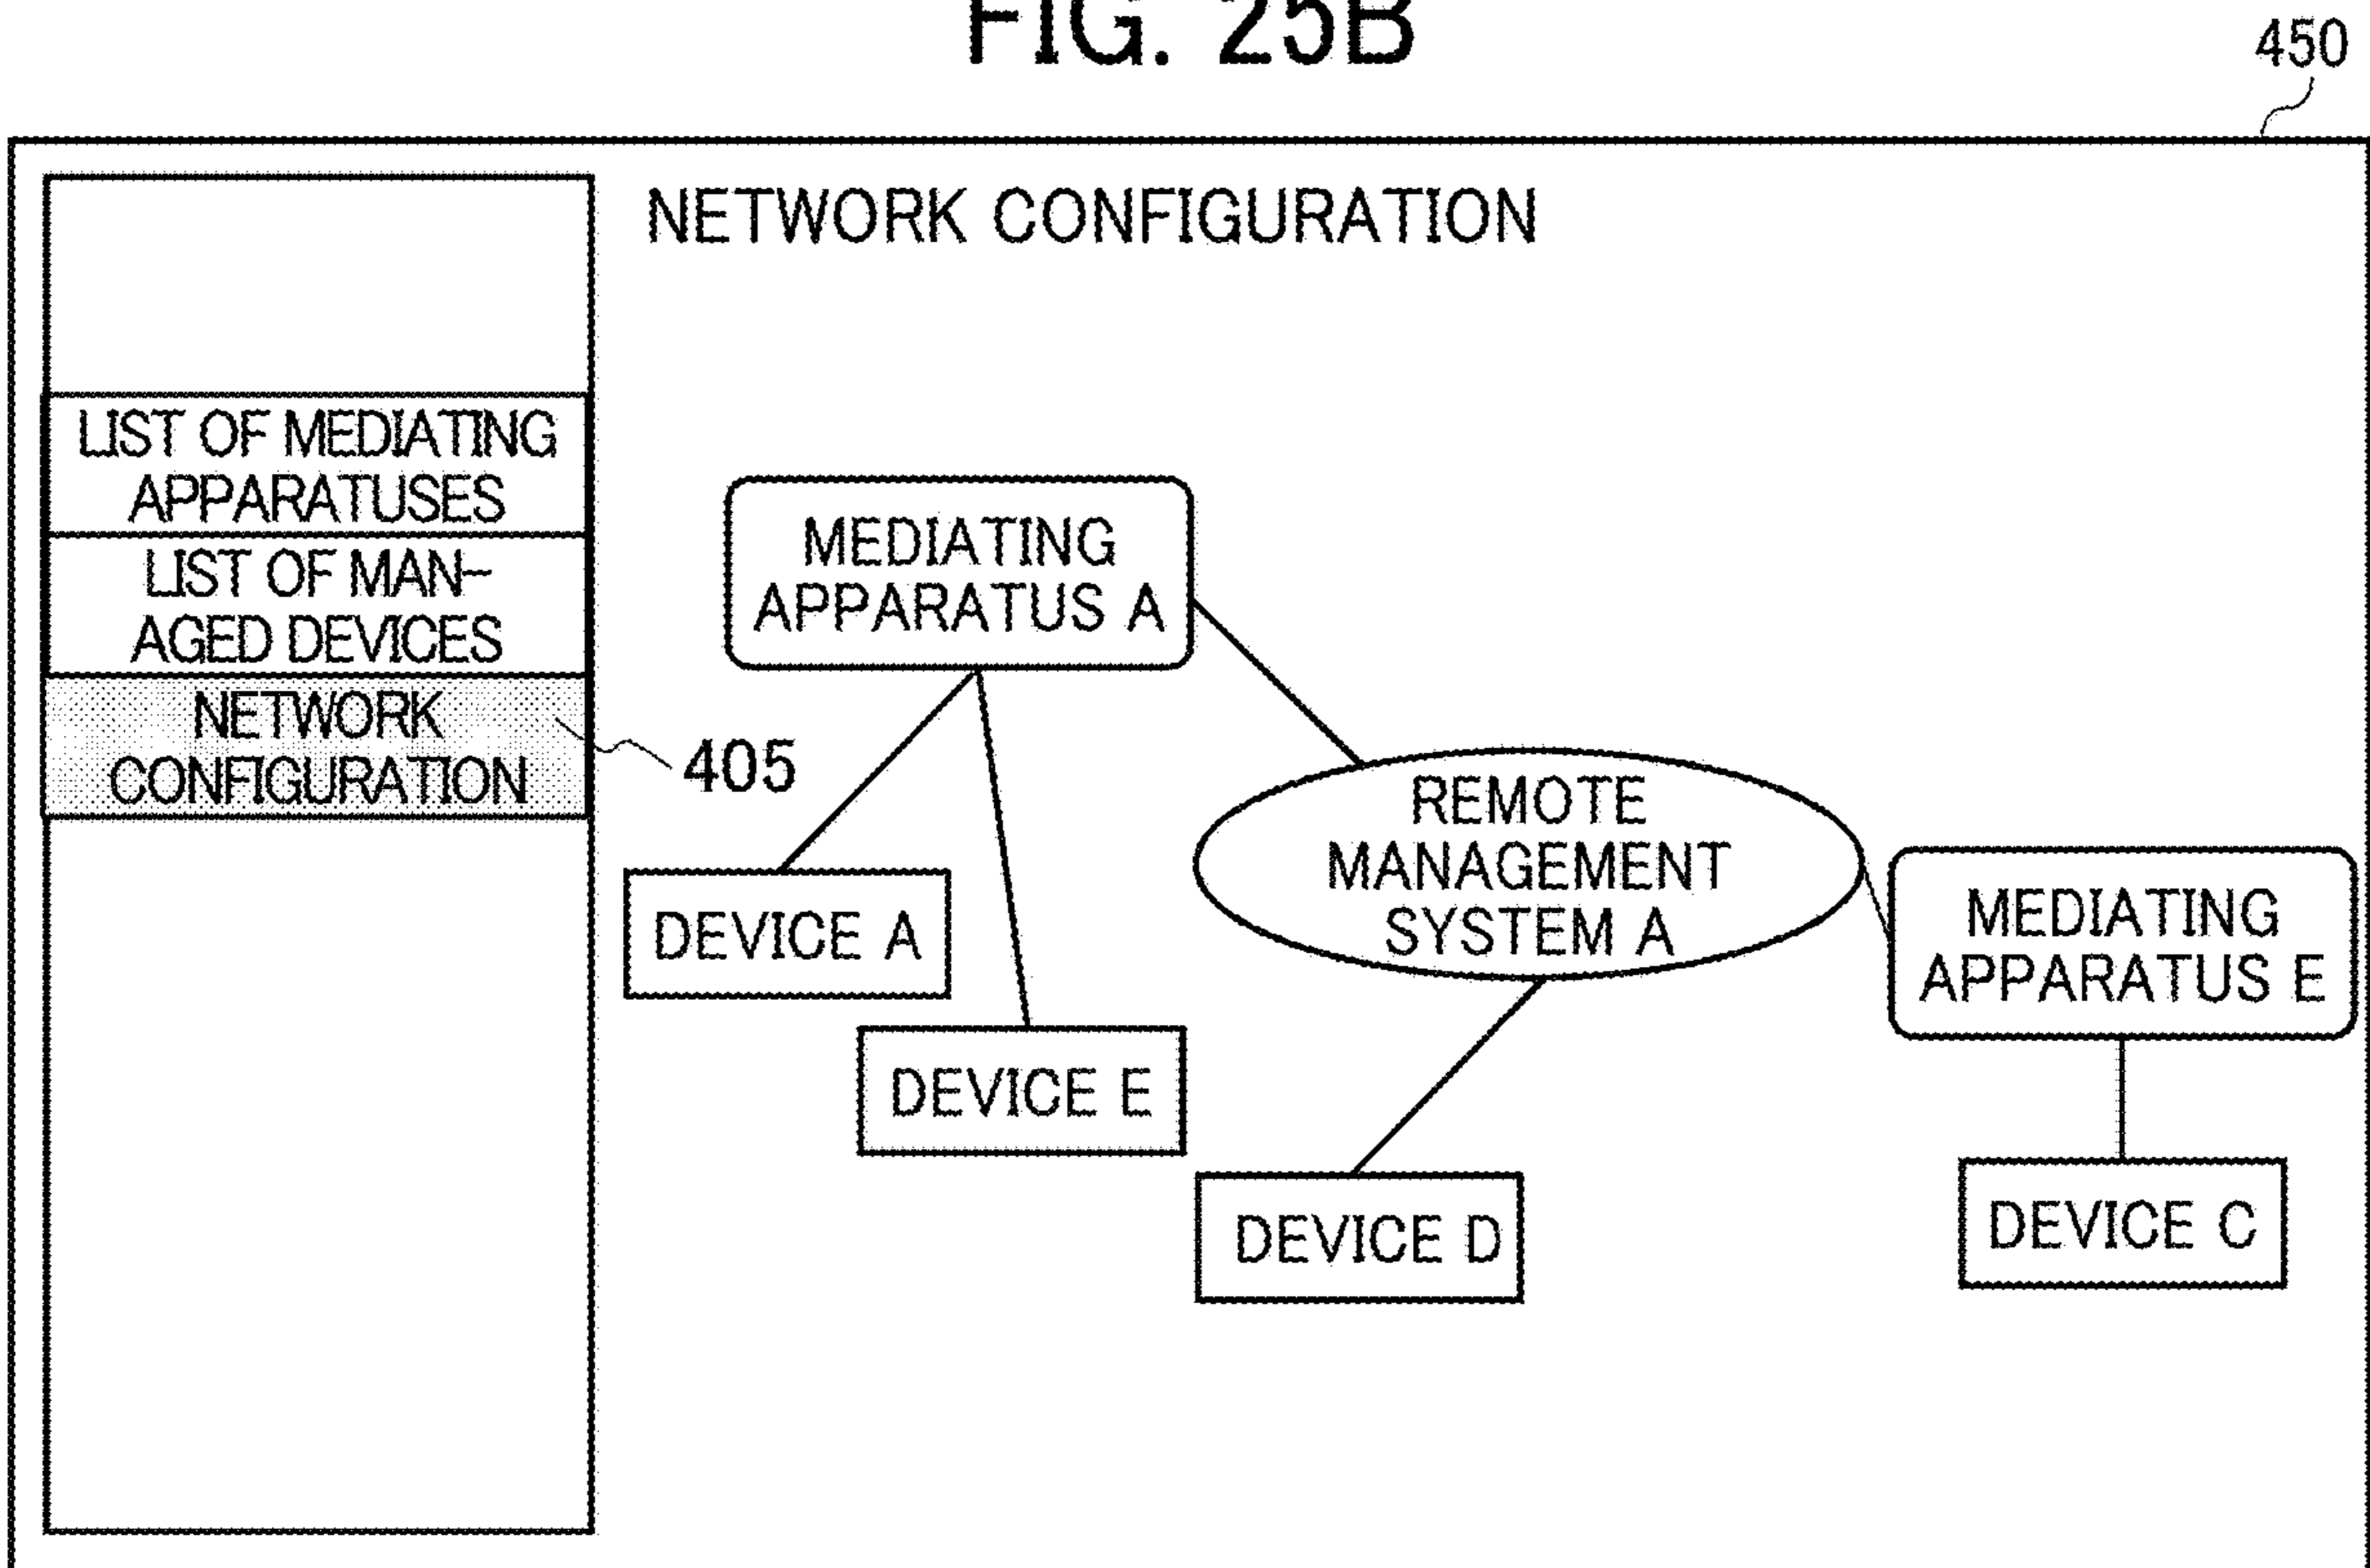 FIG. 25B
450
NETWORK CONFIGURATION
LIST OF MEDIATING
APPARATUSES
LIST OF MAN-
AGED DEVICES
NETWORK
CONFIGURATION
405
MEDIATING
APPARATUS A
REMOTE
MANAGEMENT
SYSTEM A
MEDIATING
APPARATUS E
DEVICE A
DEVICE E
DEVICE D
DEVICE C